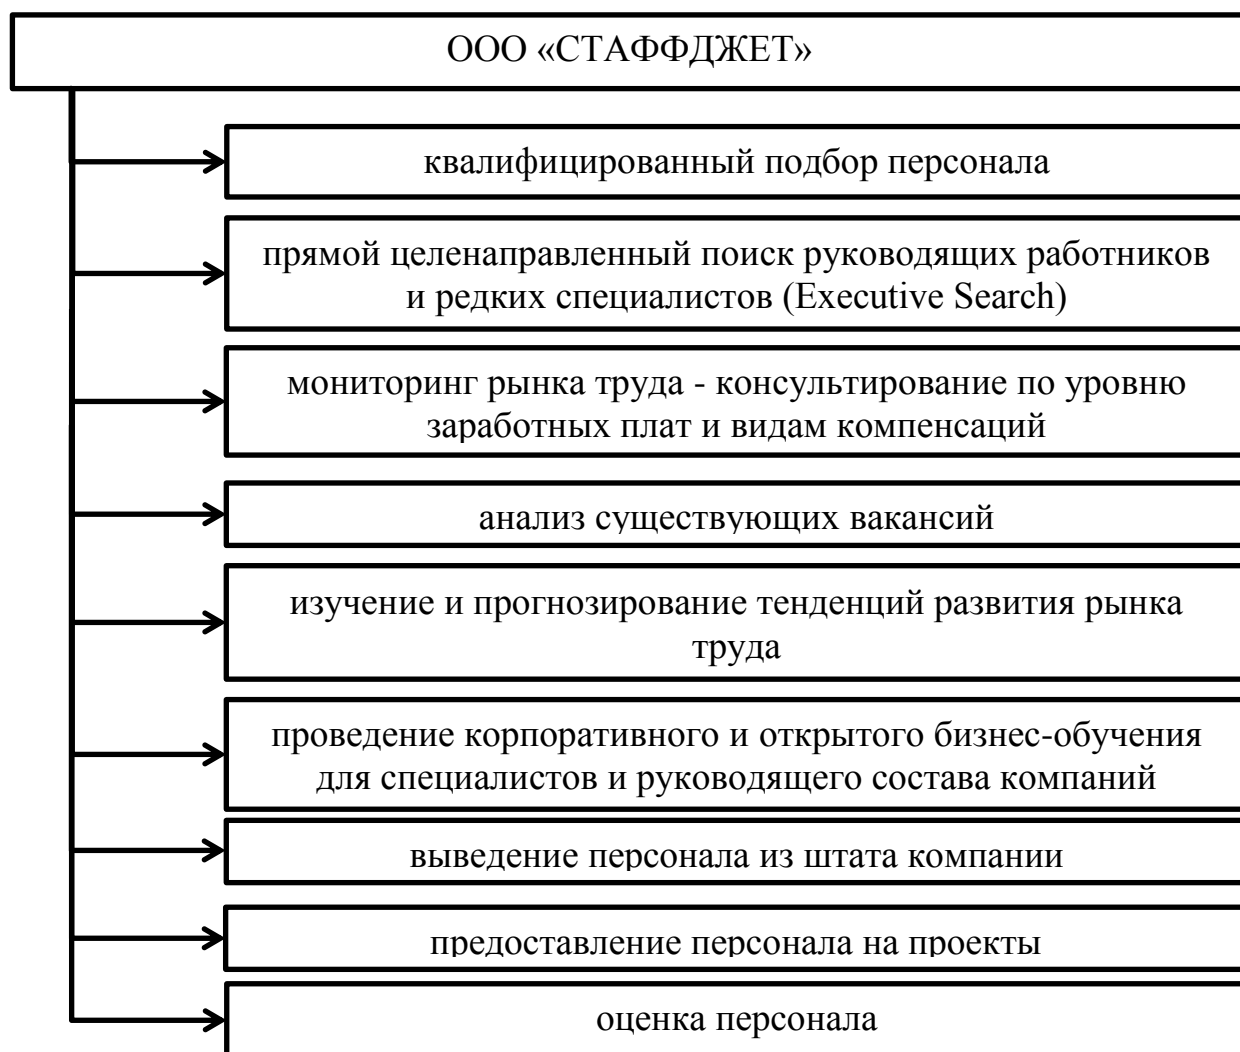 ООО «СТАФФДЖЕТ»
квалифицированный подбор персонала
прямой целенаправленный поиск руководящих работников
и редких специалистов (Executive Search)
мониторинг рынка труда - консультирование по уровню
заработных плат и видам компенсаций
анализ существующих вакансий
изучение и прогнозирование тенденций развития рынка
труда
проведение корпоративного и открытого бизнес-обучения
для специалистов и руководящего состава компаний
выведение персонала из штата компании
предоставление персонала на проекты
оценка персонала